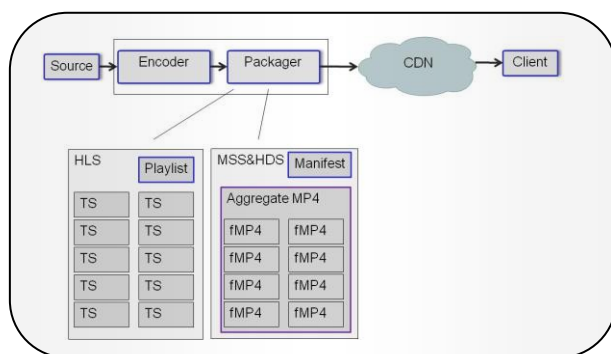 Source
Encoder
Packager
CDN
Client
HLS
Playlist
TS TS
TS TS
TS TS
TS TS
TS TS
MSS&HDS
Manifest
Aggregate MP4
fMP4 fMP4
fMP4 fMP4
fMP4 fMP4
fMP4 fMP4